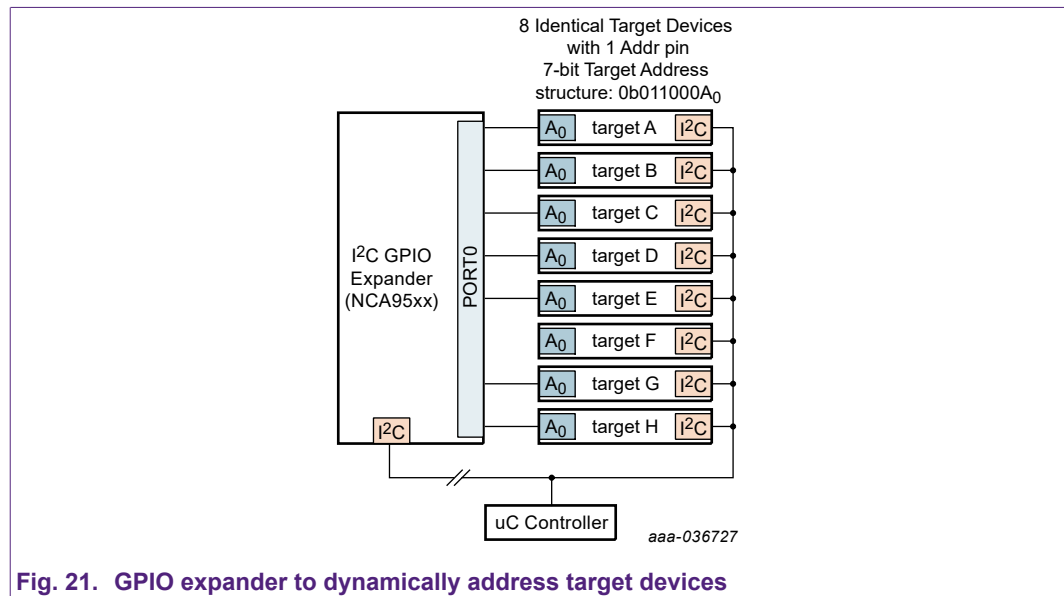 8 Identical Target Devices
with 1 Addr pin
7-bit Target Address
structure: 0b011000A₀
A₀ target A I²C
A₀ target B I²C
A₀ target C I²C
A₀ target D I²C
A₀ target E I²C
A₀ target F I²C
A₀ target G I²C
A₀ target H I²C
I²C GPIO
Expander
(NCA95xx)
PORT0
I²C
uC Controller
aaa-036727
Fig. 21. GPIO expander to dynamically address target devices